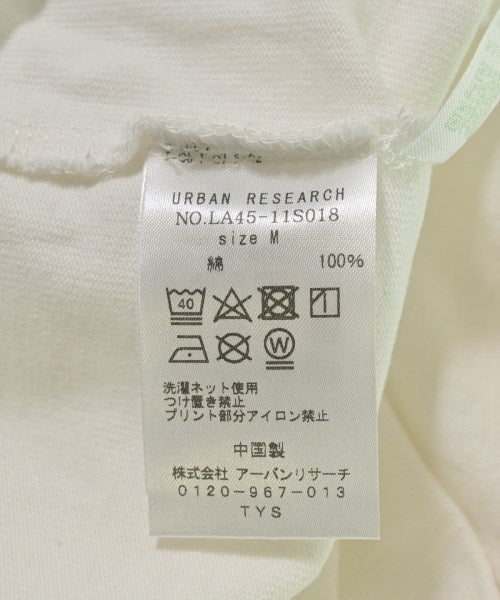 URBAN RESEARCH
NO.LA45-11S018
size M
綿 100%
40
W
洗濯ネット使用
つけ置き禁止
プリント部分アイロン禁止
中国製
株式会社 アーバンリサーチ
0120-967-013
TYS